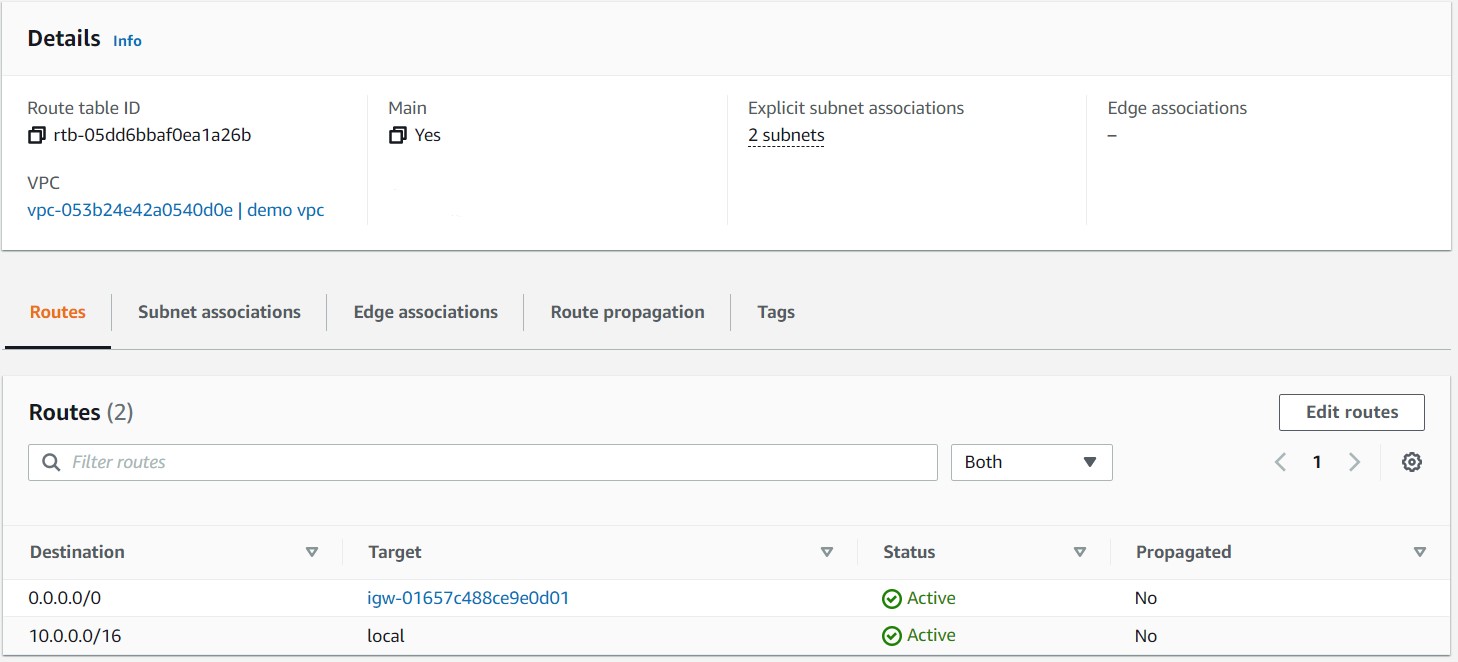 Details Info
Route table ID
rtb-05dd6bbaf0ea1a26b
Main
Yes
Explicit subnet associations
2 subnets
Edge associations
–
VPC
vpc-053b24e42a0540d0e | demo vpc
Routes Subnet associations Edge associations Route propagation Tags
Routes (2)
Edit routes
Filter routes Both 1
Destination Target Status Propagated
0.0.0.0/0 igw-01657c488ce9e0d01 Active No
10.0.0.0/16 local Active No